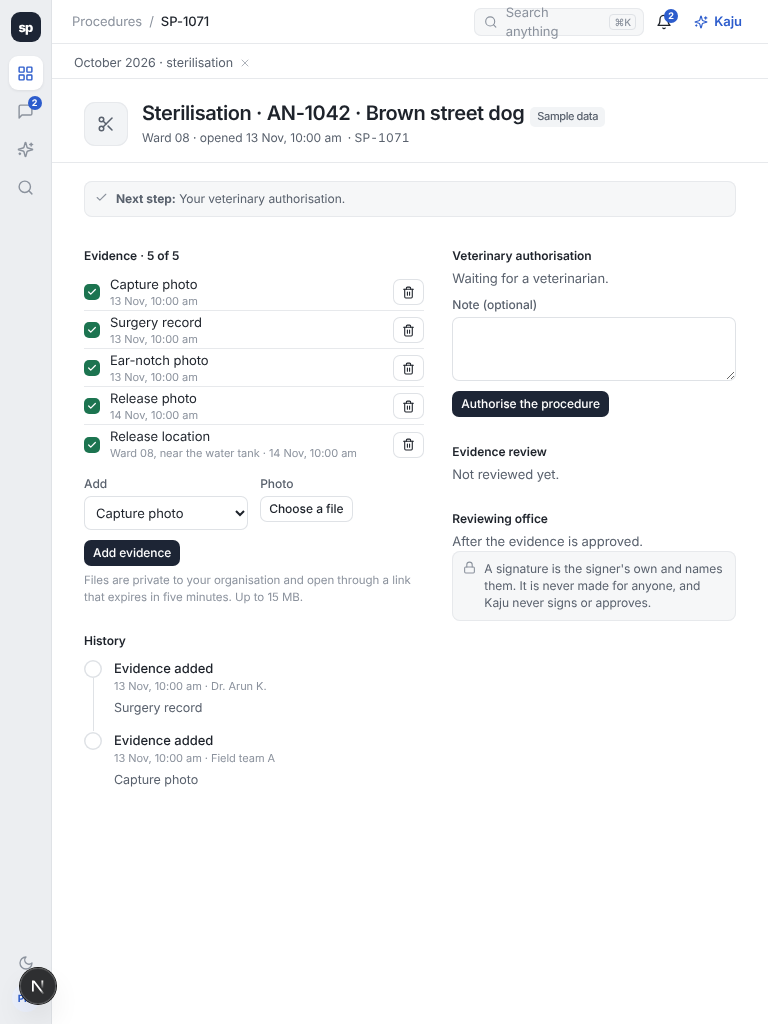 sp
Procedures / SP-1071
Search anything
⌘K
2
Kaju
2
October 2026 · sterilisation ×
Sterilisation · AN-1042 · Brown street dog
Sample data
Ward 08 · opened 13 Nov, 10:00 am · SP-1071
Next step: Your veterinary authorisation.
Evidence · 5 of 5
Capture photo
13 Nov, 10:00 am
Surgery record
13 Nov, 10:00 am
Ear-notch photo
13 Nov, 10:00 am
Release photo
14 Nov, 10:00 am
Release location
Ward 08, near the water tank · 14 Nov, 10:00 am
Add
Photo
Capture photo
Choose a file
Add evidence
Files are private to your organisation and open through a link
that expires in five minutes. Up to 15 MB.
History
Evidence added
13 Nov, 10:00 am · Dr. Arun K.
Surgery record
Evidence added
13 Nov, 10:00 am · Field team A
Capture photo
Veterinary authorisation
Waiting for a veterinarian.
Note (optional)
Authorise the procedure
Evidence review
Not reviewed yet.
Reviewing office
After the evidence is approved.
A signature is the signer's own and names
them. It is never made for anyone, and
Kaju never signs or approves.
N